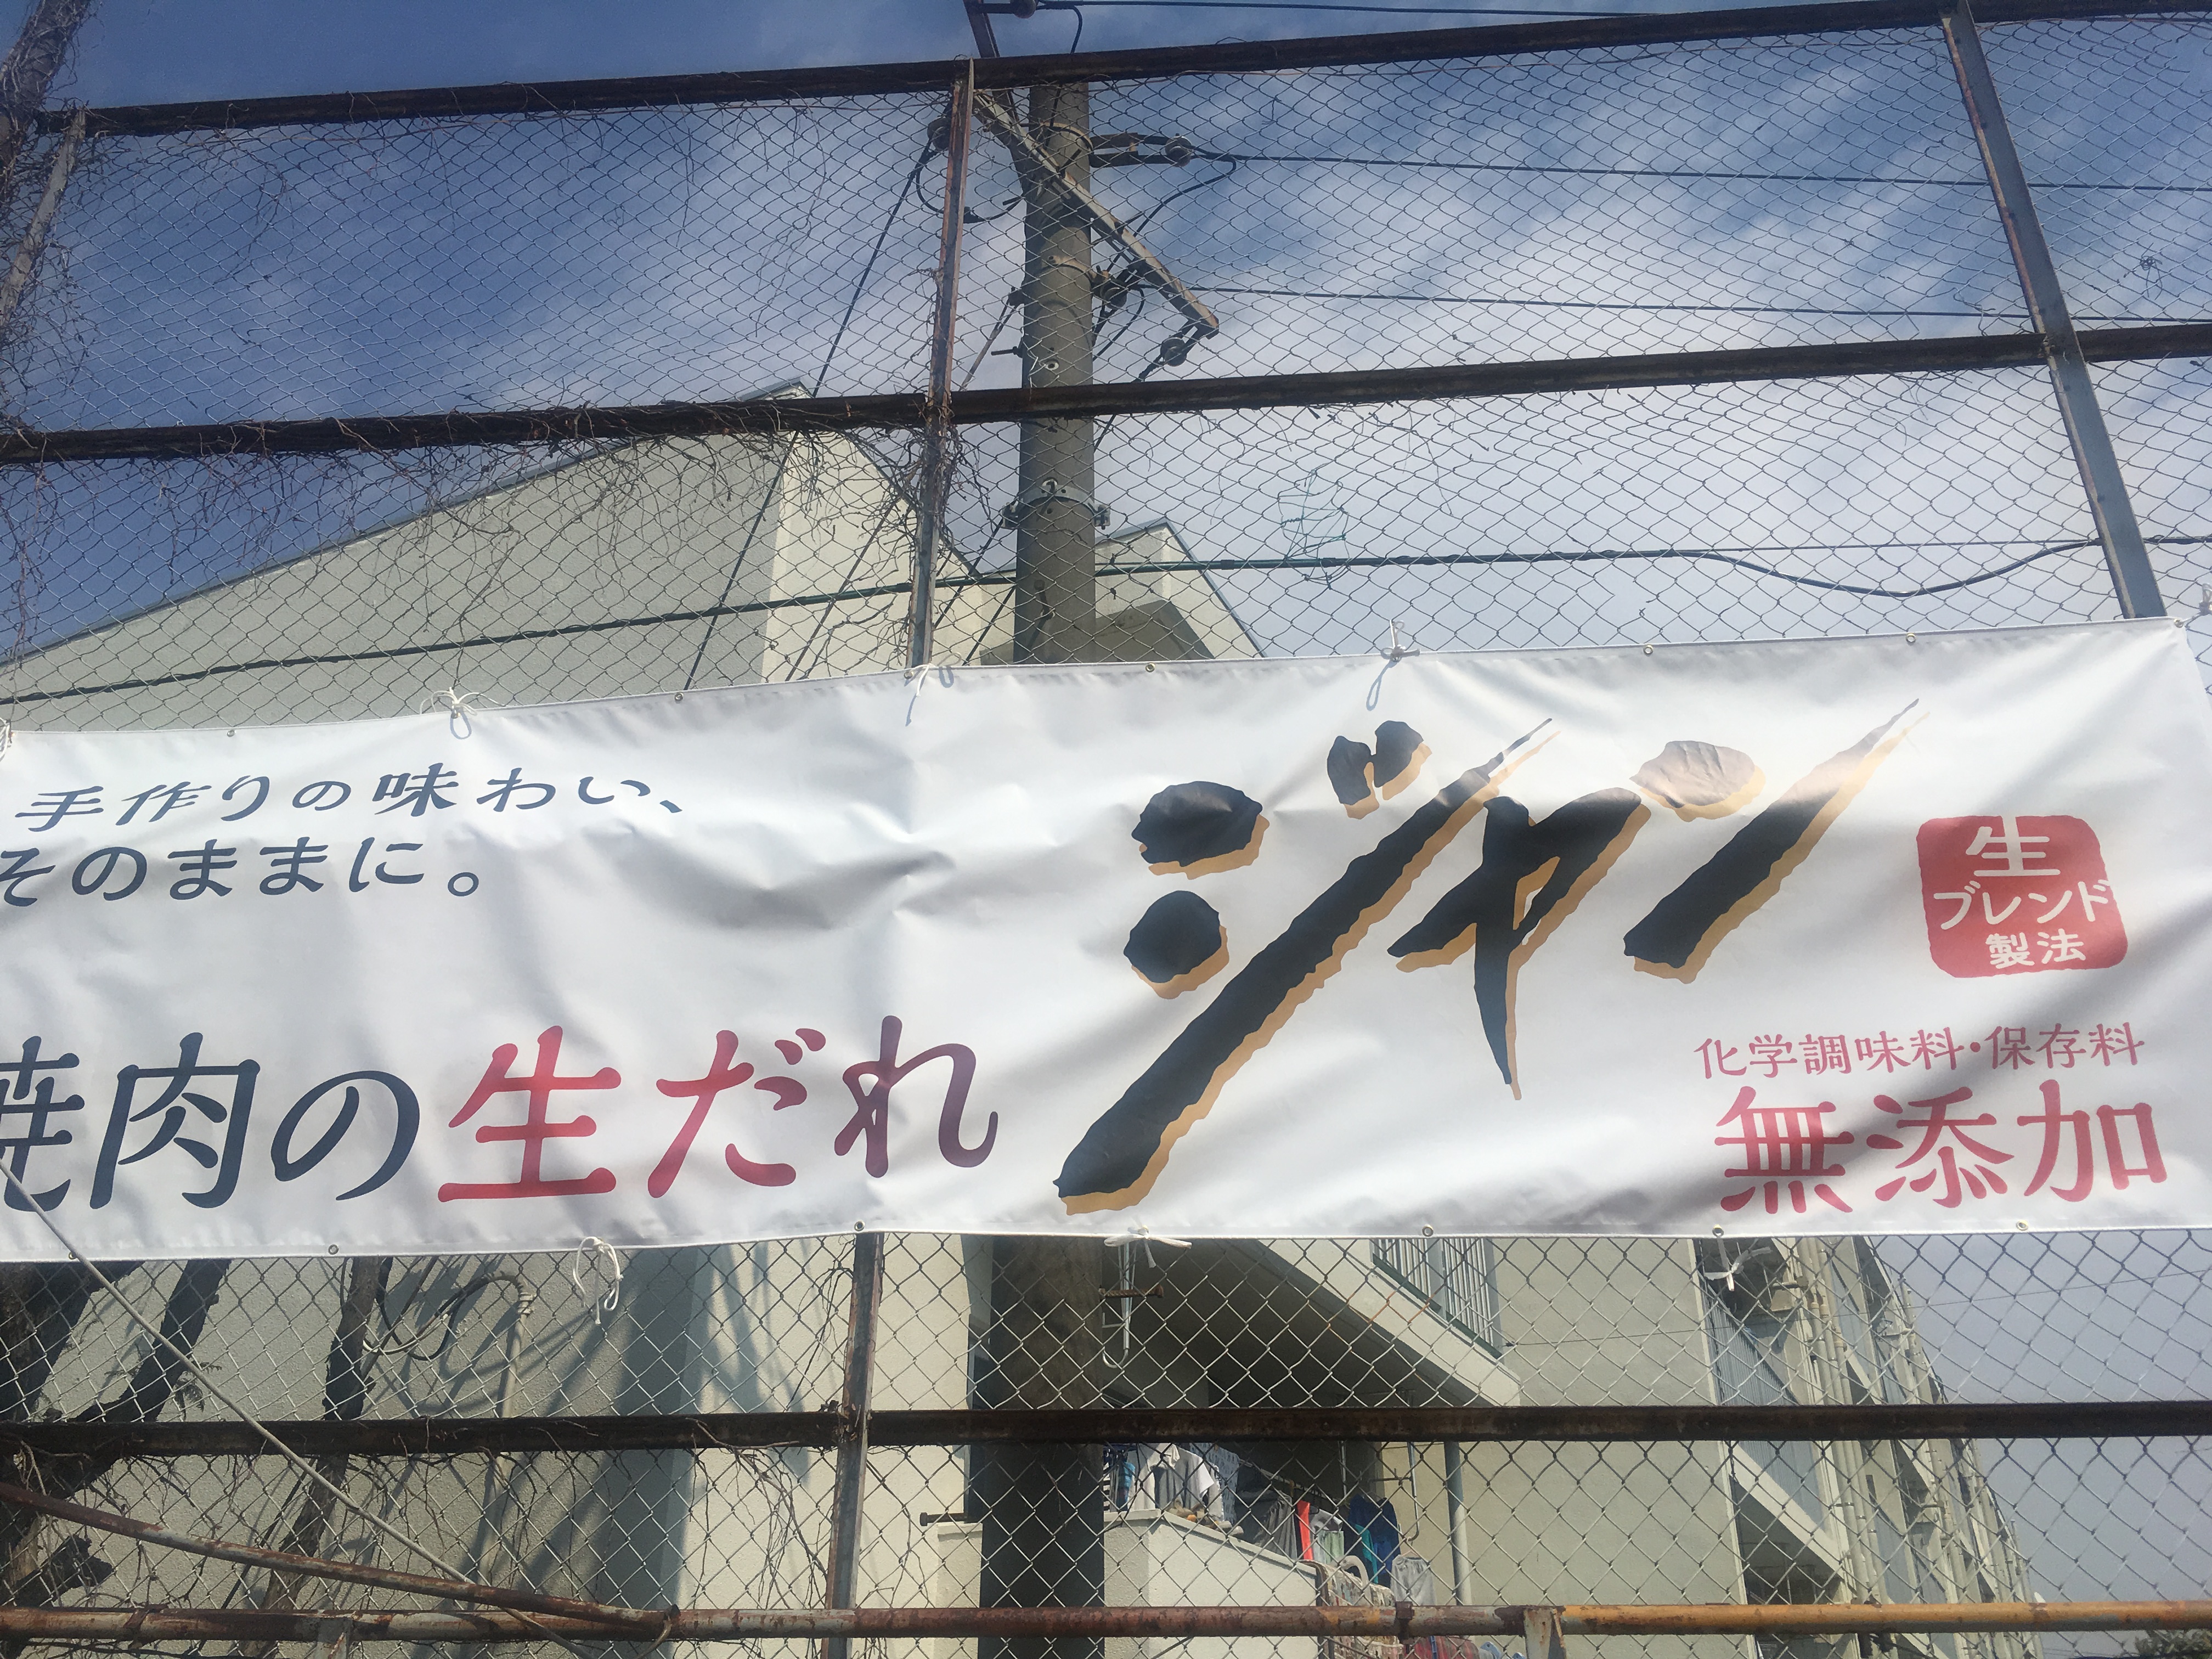 手作りの味わい、
そのままに。
焼肉の生だれ
ジャン
生
ブレンド
製法
化学調味料・保存料
無添加